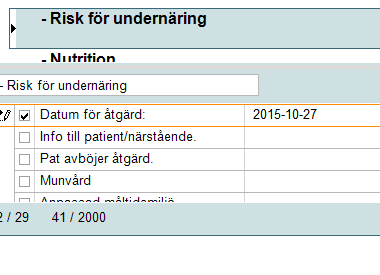 - Risk för undernäring
- Nutrition
- Risk för undernäring
Datum för åtgärd: 2015-10-27
Info till patient/närstående.
Pat avböjer åtgärd.
Munvård
Anpassad måltidsmiljö
2 / 29 41 / 2000